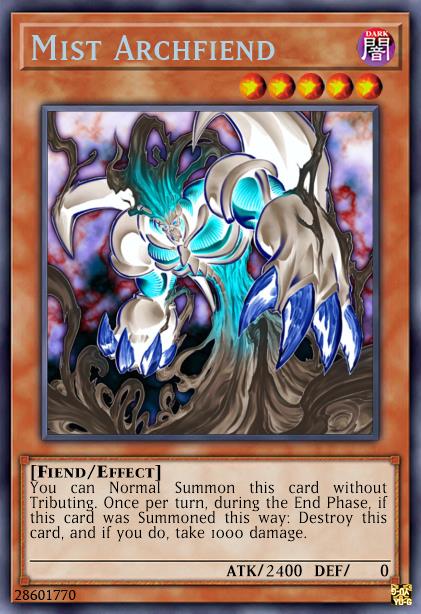 Mist Archfiend
DARK
闇
[Fiend/Effect]
You can Normal Summon this card without
Tributing. Once per turn, during the End Phase, if
this card was Summoned this way: Destroy this
card, and if you do, take 1000 damage.
ATK/2400 DEF/ 0
28601770